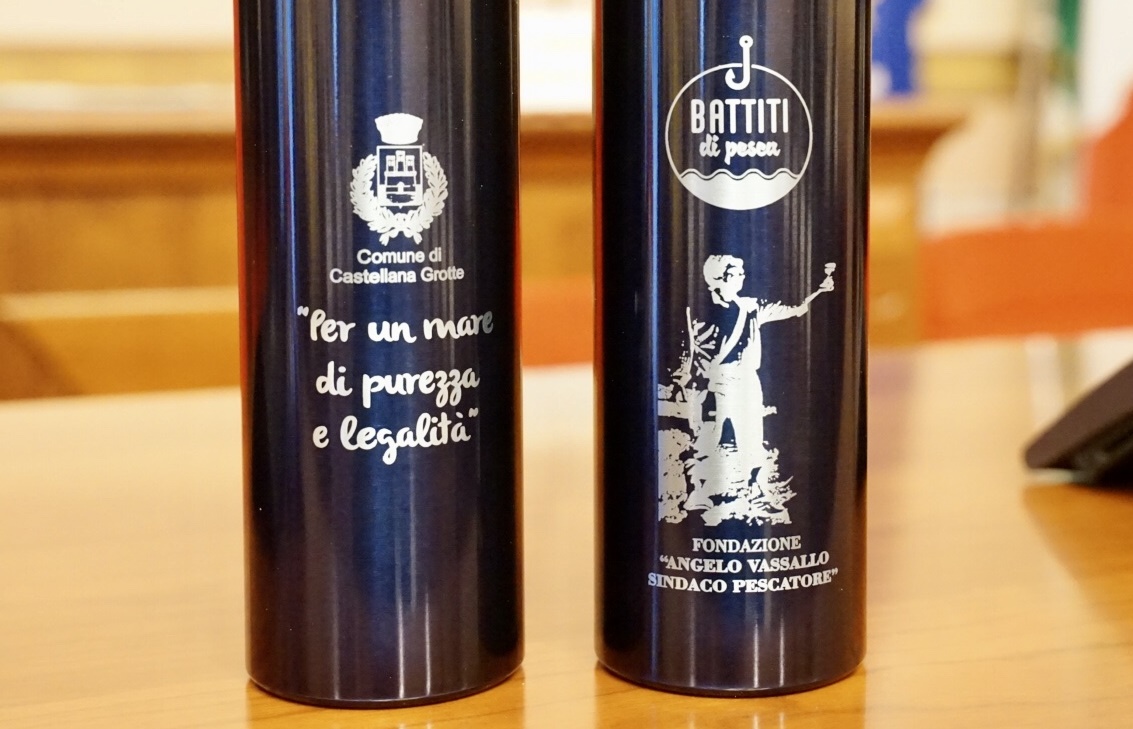 Comune di
Castellana Grotte
“Per un mare
di purezza
e legalità”
BATTITI
di pesca
FONDAZIONE
“ANGELO VASSALLO
SINDACO PESCATORE”